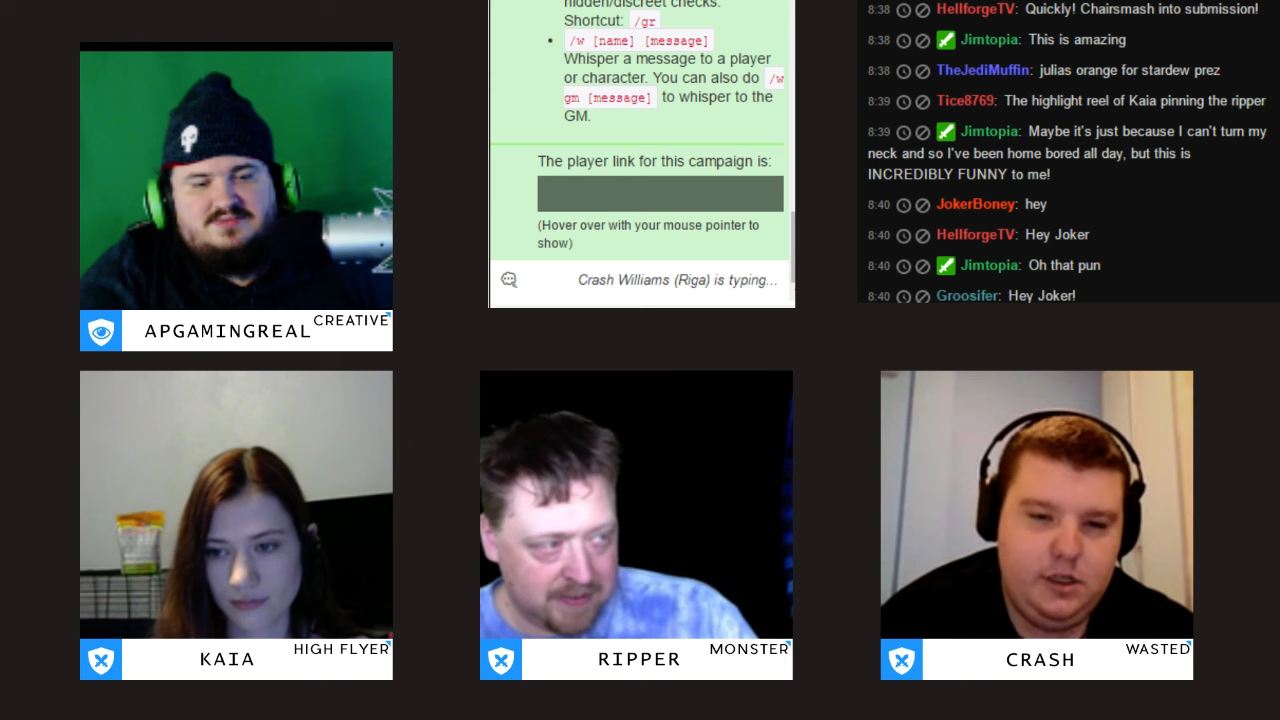 hidden/discreet checks.
Shortcut: /gr
• /w [name] [message]
Whisper a message to a player
or character. You can also do /w
gm [message] to whisper to the
GM.
The player link for this campaign is:
(Hover over with your mouse pointer to
show)
Crash Williams (Riga) is typing...
8:38 HellforgeTV: Quickly! Chairsmash into submission!
8:38 Jimtopia: This is amazing
8:38 TheJediMuffin: julias orange for stardew prez
8:39 Tice8769: The highlight reel of Kaia pinning the ripper
8:39 Jimtopia: Maybe it's just because I can't turn my
neck and so I've been home bored all day, but this is
INCREDIBLY FUNNY to me!
8:40 JokerBoney: hey
8:40 HellforgeTV: Hey Joker
8:40 Jimtopia: Oh that pun
8:40 Groosifer: Hey Joker!
APGAMINGREAL CREATIVE
KAIA HIGH FLYER
RIPPER MONSTER
CRASH WASTED